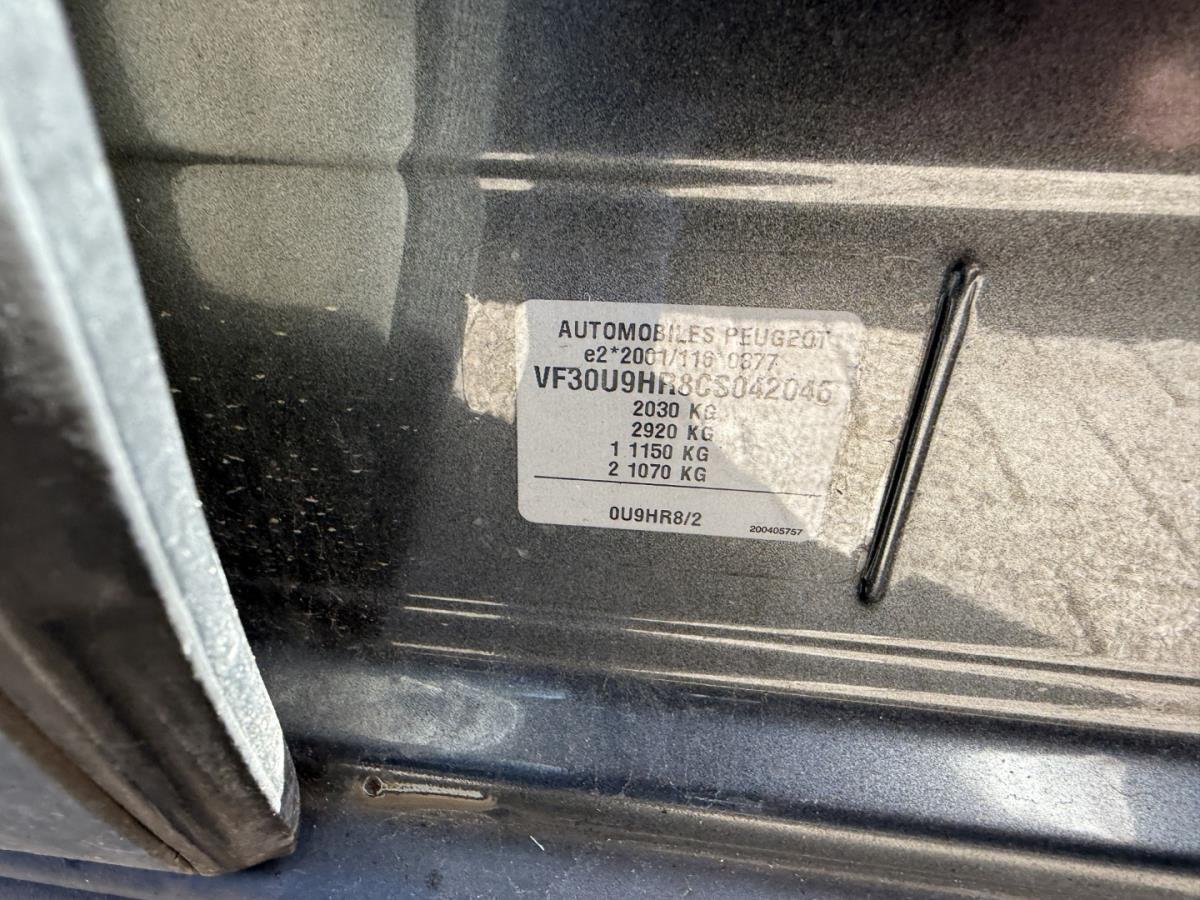 AUTOMOBILES PEUGEOT
e2*2001/116*0377
VF30U9HR8CS042046
2030 KG
2920 KG
1 1150 KG
2 1070 KG
0U9HR8/2
200405757